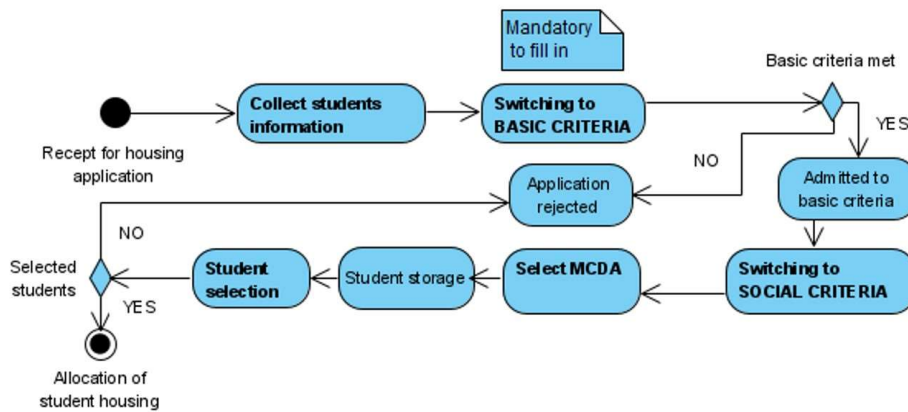 Mandatory
to fill in
Basic criteria met
Collect students
information
Switching to
BASIC CRITERIA
YES
Recept for housing
application
NO
Application
rejected
Admitted to
basic criteria
NO
Selected
students
Student
selection
Student storage
Select MCDA
Switching to
SOCIAL CRITERIA
YES
Allocation of
student housing